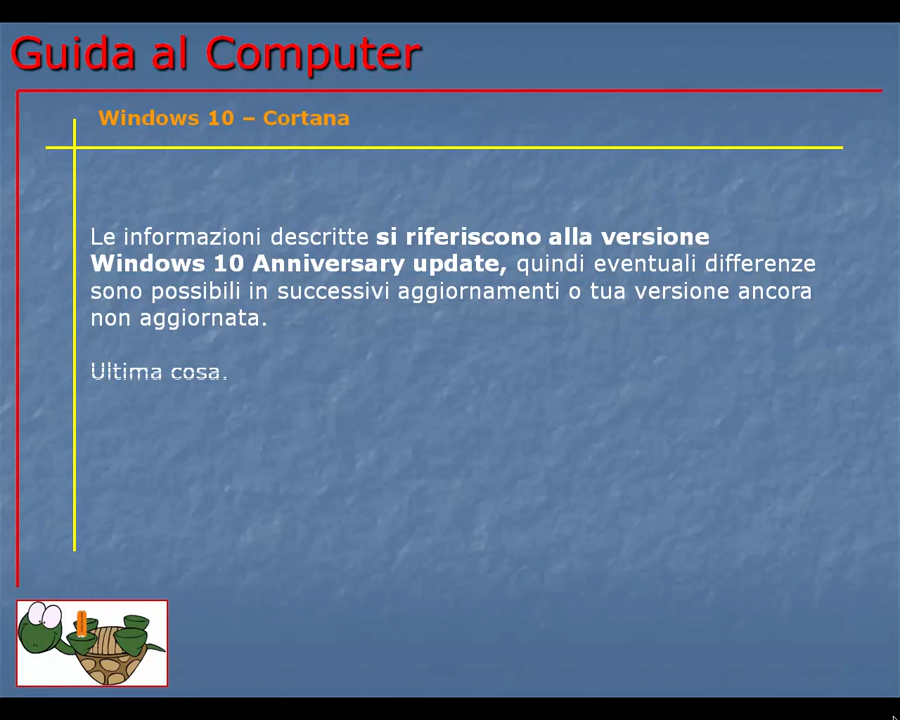 Guida al Computer
Windows 10 – Cortana
Le informazioni descritte si riferiscono alla versione
Windows 10 Anniversary update, quindi eventuali differenze
sono possibili in successivi aggiornamenti o tua versione ancora
non aggiornata.
Ultima cosa.